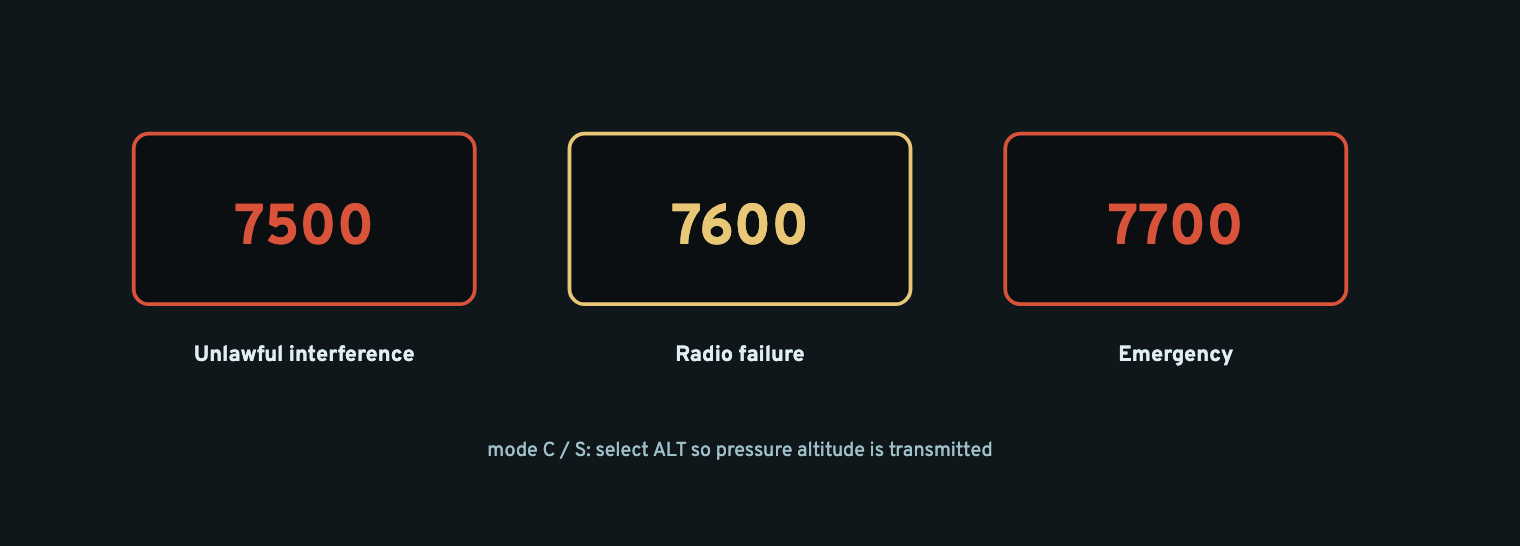 7500
7600
7700
Unlawful interference
Radio failure
Emergency
mode C / S: select ALT so pressure altitude is transmitted